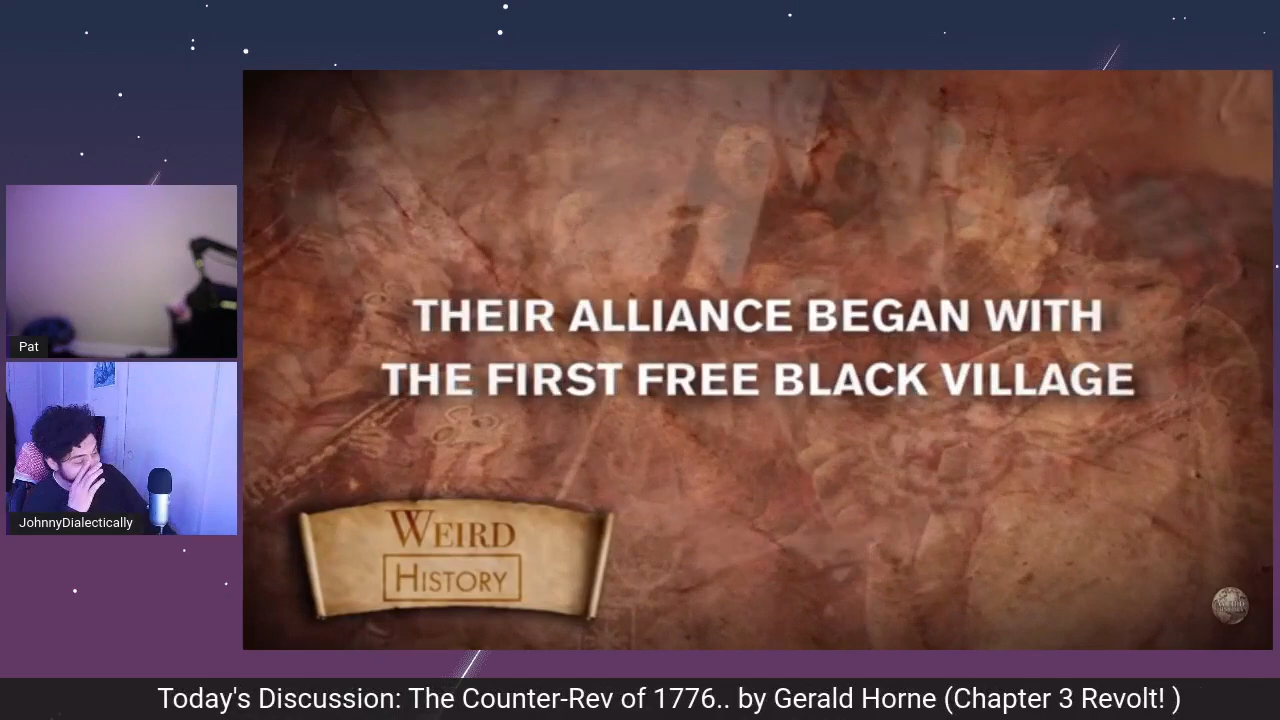 THEIR ALLIANCE BEGAN WITH
THE FIRST FREE BLACK VILLAGE
Pat
JohnnyDialectically
WEIRD
HISTORY
Today's Discussion: The Counter-Rev of 1776.. by Gerald Horne (Chapter 3 Revolt! )